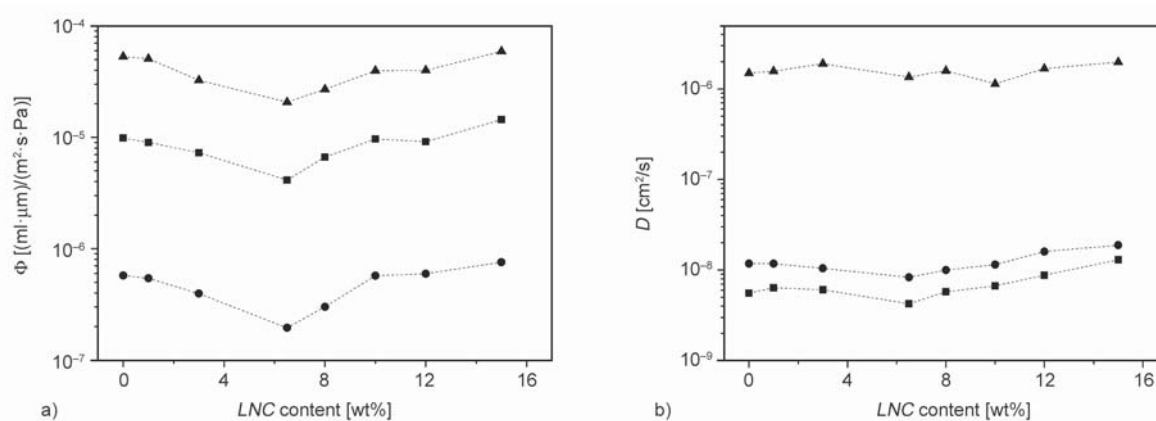 10⁻⁴
10⁻⁵
10⁻⁶
10⁻⁷
Φ [(ml·μm)/(m²·s·Pa)]
0 4 8 12 16
LNC content [wt%]
a)
10⁻⁶
10⁻⁷
10⁻⁸
10⁻⁹
D [cm²/s]
0 4 8 12 16
LNC content [wt%]
b)